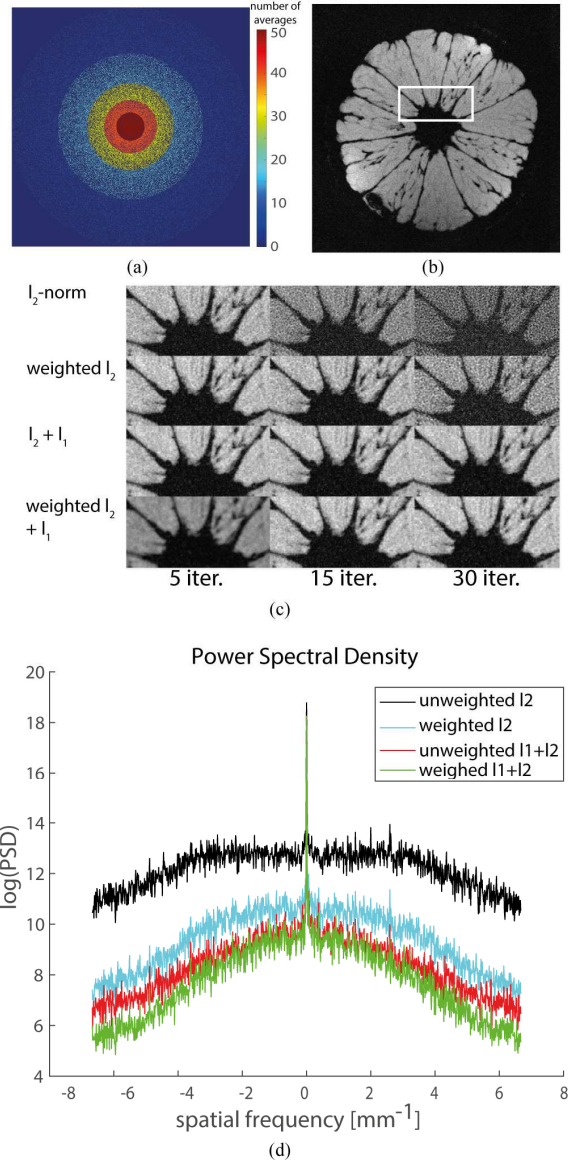 number of
averages
50
40
30
20
10
0
(a)
(b)
l2-norm
weighted l2
l2 + l1
weighted l2
+ l1
5 iter.
15 iter.
30 iter.
(c)
Power Spectral Density
20
18
16
14
12
10
8
6
4
log(PSD)
unweighted l2
weighted l2
unweighted l1+l2
weighed l1+l2
-8
-6
-4
-2
0
2
4
6
8
spatial frequency [mm-1]
(d)